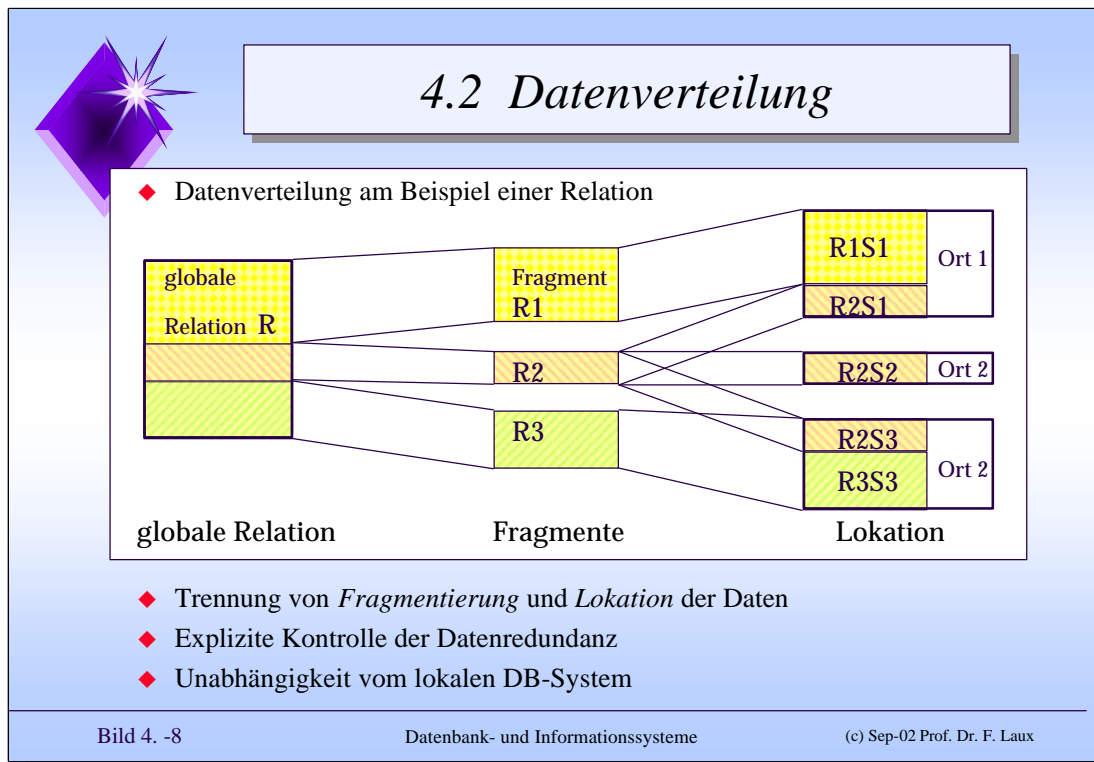 4.2 Datenverteilung
Datenverteilung am Beispiel einer Relation
globale
Relation R
Fragment
R1
R2
R3
R1S1
Ort 1
R2S1
R2S2
Ort 2
R2S3
R3S3
Ort 2
globale Relation
Fragmente
Lokation
Trennung von Fragmentierung und Lokation der Daten
Explizite Kontrolle der Datenredundanz
Unabhängigkeit vom lokalen DB-System
Bild 4. -8
Datenbank- und Informationssysteme
(c) Sep-02 Prof. Dr. F. Laux